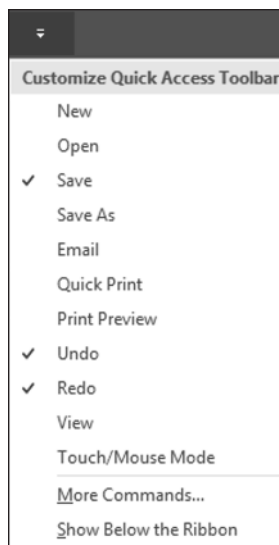 Customize Quick Access Toolbar
New
Open
Save
Save As
Email
Quick Print
Print Preview
Undo
Redo
View
Touch/Mouse Mode
More Commands...
Show Below the Ribbon